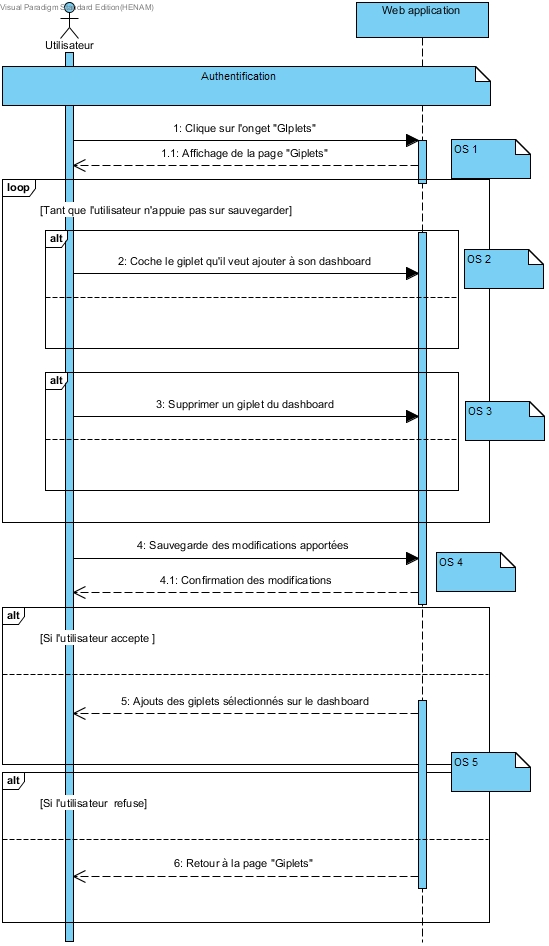 Visual Paradigm Standard Edition(HENAM)
Utilisateur
Web application
Authentification
1: Clique sur l'onget "GIplets"
1.1: Affichage de la page "Giplets"
OS 1
loop
[Tant que l'utilisateur n'appuie pas sur sauvegarder]
alt
2: Coche le giplet qu'il veut ajouter à son dashboard
OS 2
alt
3: Supprimer un giplet du dashboard
OS 3
4: Sauvegarde des modifications apportées
OS 4
4.1: Confirmation des modifications
alt
[Si l'utilisateur accepte ]
5: Ajouts des giplets sélectionnés sur le dashboard
OS 5
alt
[Si l'utilisateur  refuse]
6: Retour à la page "Giplets"